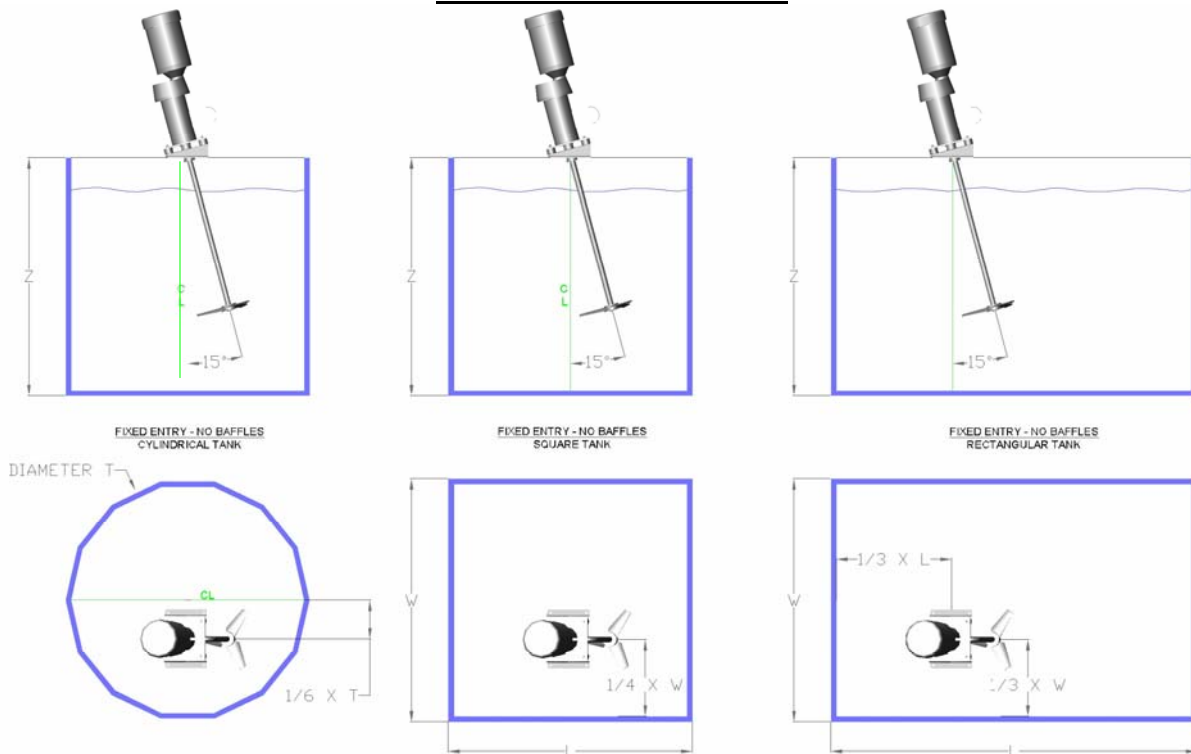 Z
C
L
15°
Z
C
L
15°
Z
15°
FIXED ENTRY - NO BAFFLES
CYLINDRICAL TANK
FIXED ENTRY - NO BAFFLES
SQUARE TANK
FIXED ENTRY - NO BAFFLES
RECTANGULAR TANK
DIAMETER T
CL
1/6 X T
W
1/4 X W
W
1/3 X L
1/3 X W